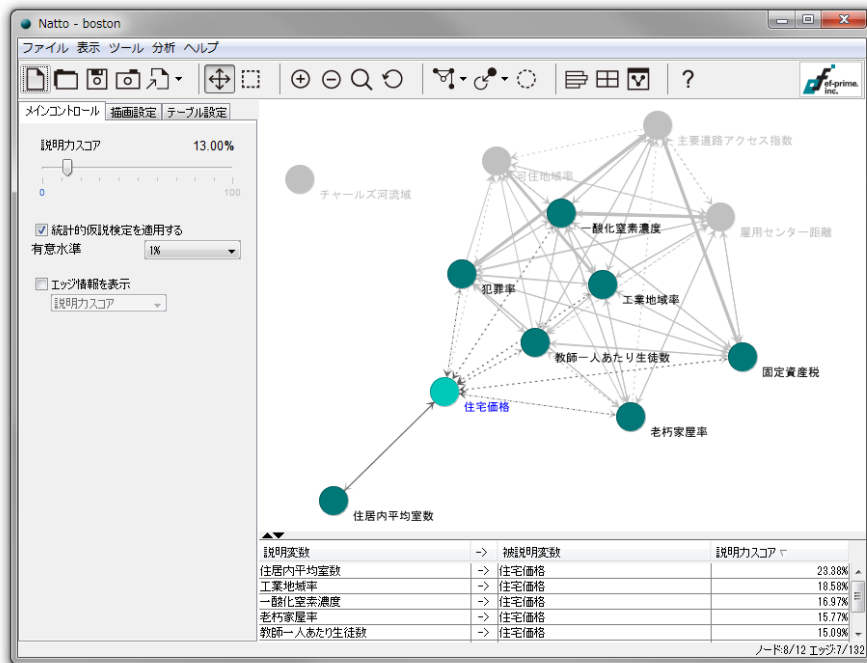 Natto - boston
ファイル 表示 ツール 分析 ヘルプ
?
ef-prime.
inc.
メインコントロール 描画設定 テーブル設定
説明力スコア 13.00%
0 100
統計的仮説検定を適用する
有意水準 1%
エッジ情報を表示
説明力スコア
主要道路アクセス指数
可住地域率
チャールズ河流域
一酸化窒素濃度
雇用センター距離
犯罪率
工業地域率
教師一人あたり生徒数
固定資産税
住宅価格
老朽家屋率
住居内平均室数
説明変数 -> 被説明変数 説明力スコア
住居内平均室数 -> 住宅価格 23.38%
工業地域率 -> 住宅価格 18.58%
一酸化窒素濃度 -> 住宅価格 16.97%
老朽家屋率 -> 住宅価格 15.77%
教師一人あたり生徒数 -> 住宅価格 15.09%
ノード:8/12 エッジ:7/132